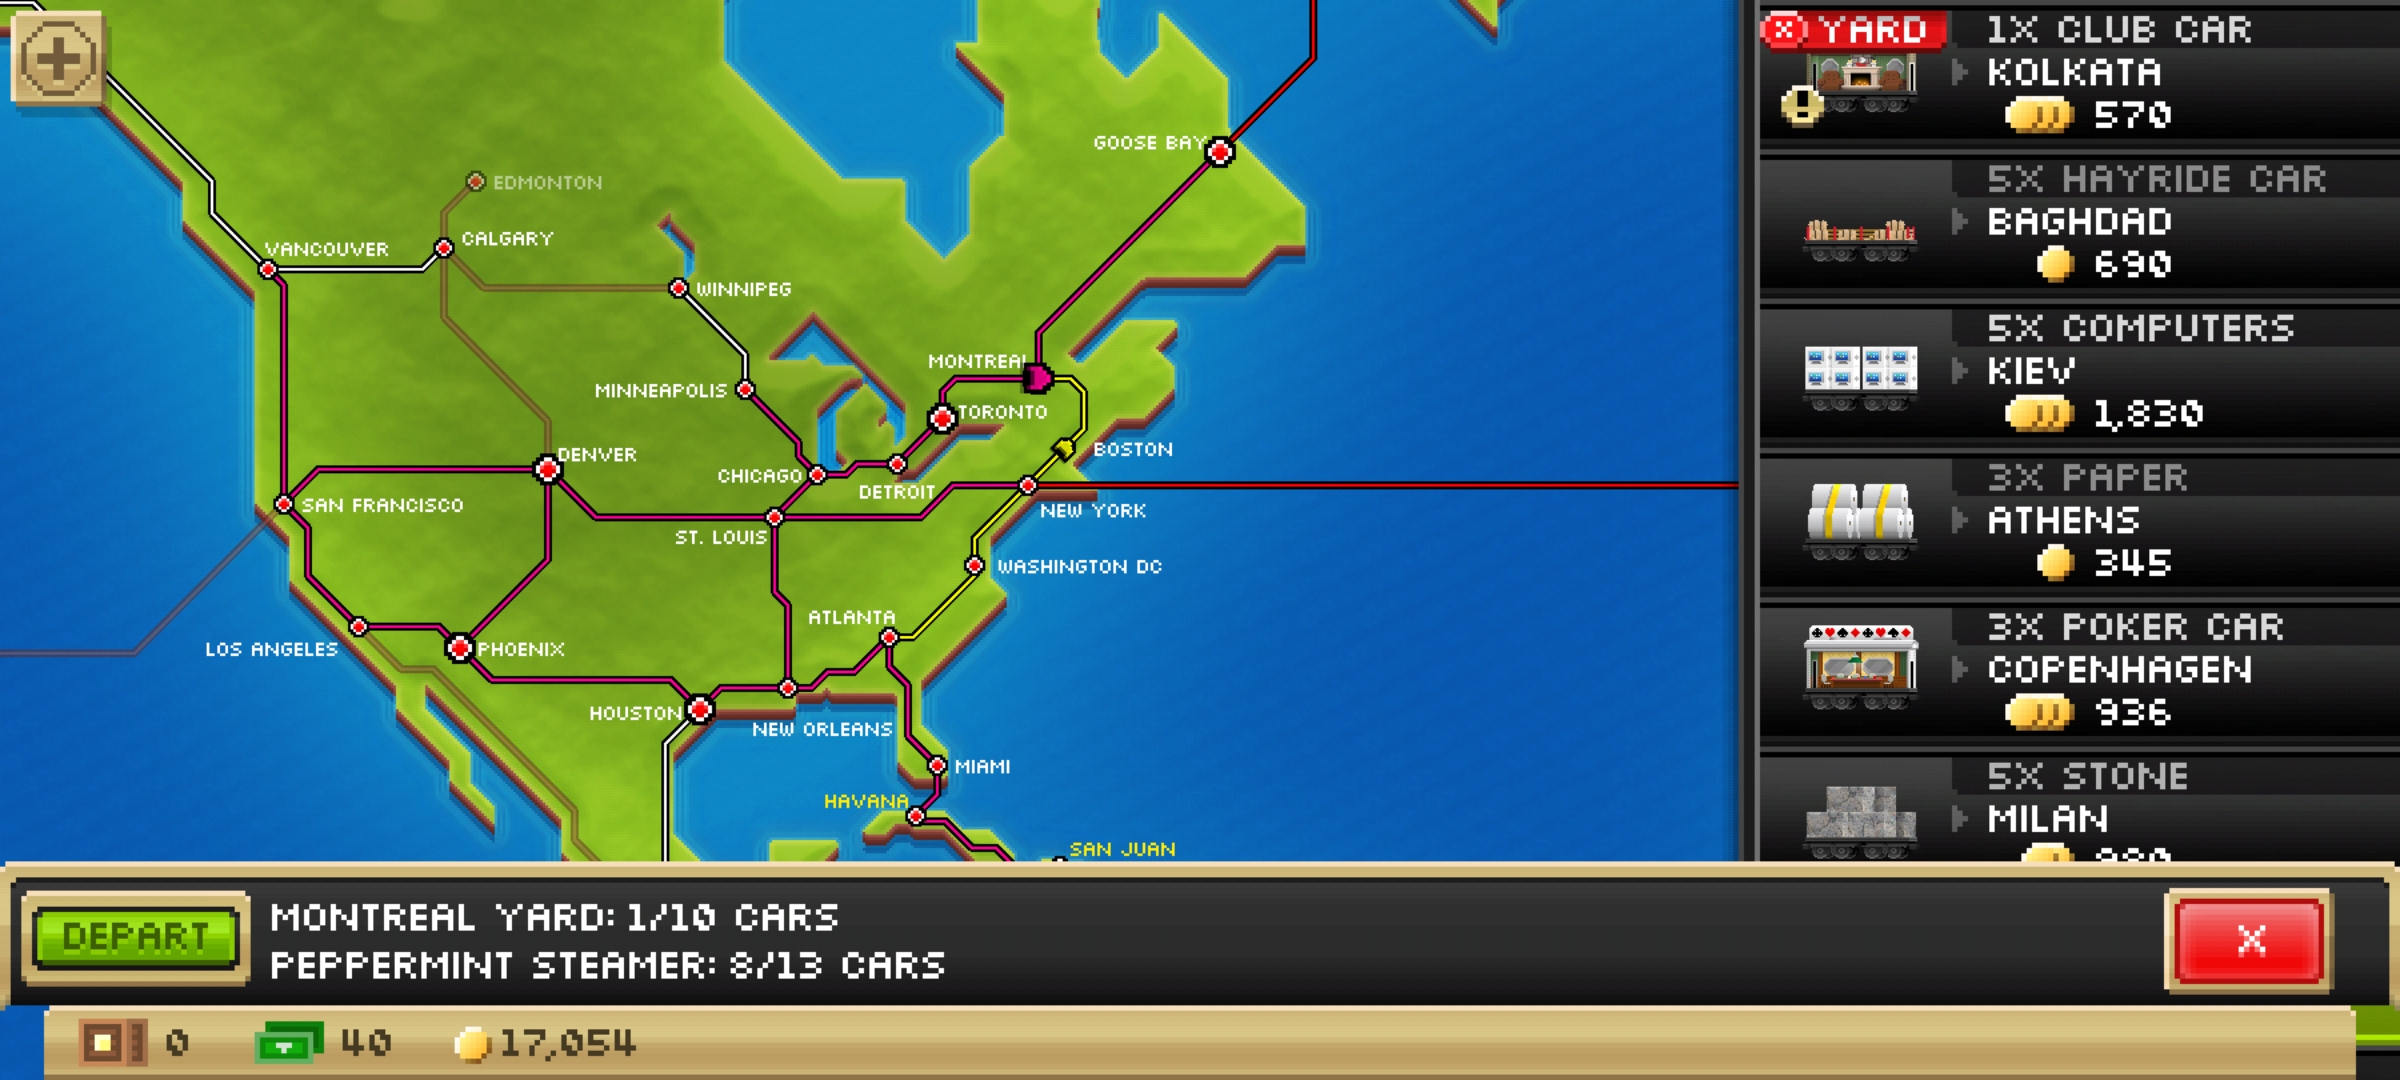 GOOSE BAY
EDMONTON
CALGARY
VANCOUVER
WINNIPEG
MONTREAL
MINNEAPOLIS
TORONTO
BOSTON
DENVER
CHICAGO
DETROIT
SAN FRANCISCO
NEW YORK
ST. LOUIS
WASHINGTON DC
ATLANTA
LOS ANGELES
PHOENIX
HOUSTON
NEW ORLEANS
MIAMI
HAVANA
SAN JUAN
X YARD
1X CLUB CAR
KOLKATA
570
5X HAYRIDE CAR
BAGHDAD
690
5X COMPUTERS
KIEV
1,830
3X PAPER
ATHENS
345
3X POKER CAR
COPENHAGEN
936
5X STONE
MILAN
DEPART
MONTREAL YARD: 1/10 CARS
PEPPERMINT STEAMER: 8/13 CARS
X
0
40
17,054